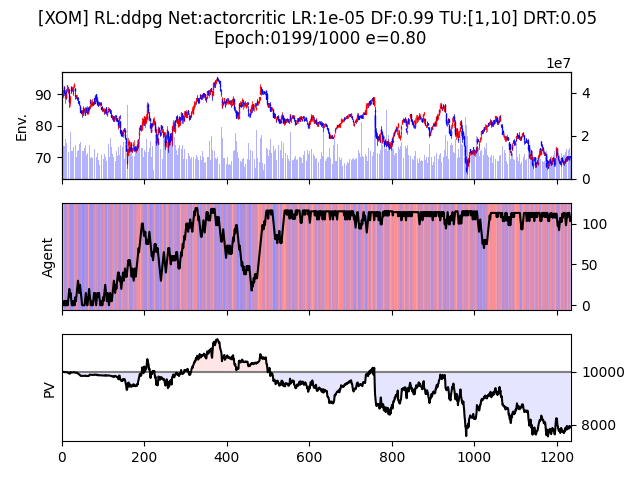 [XOM] RL:ddpg Net:actorcritic LR:1e-05 DF:0.99 TU:[1,10] DRT:0.05
Epoch:0199/1000 e=0.80
1e7
Env.
90
80
70
4
2
0
Agent
100
50
0
PV
10000
8000
0 200 400 600 800 1000 1200